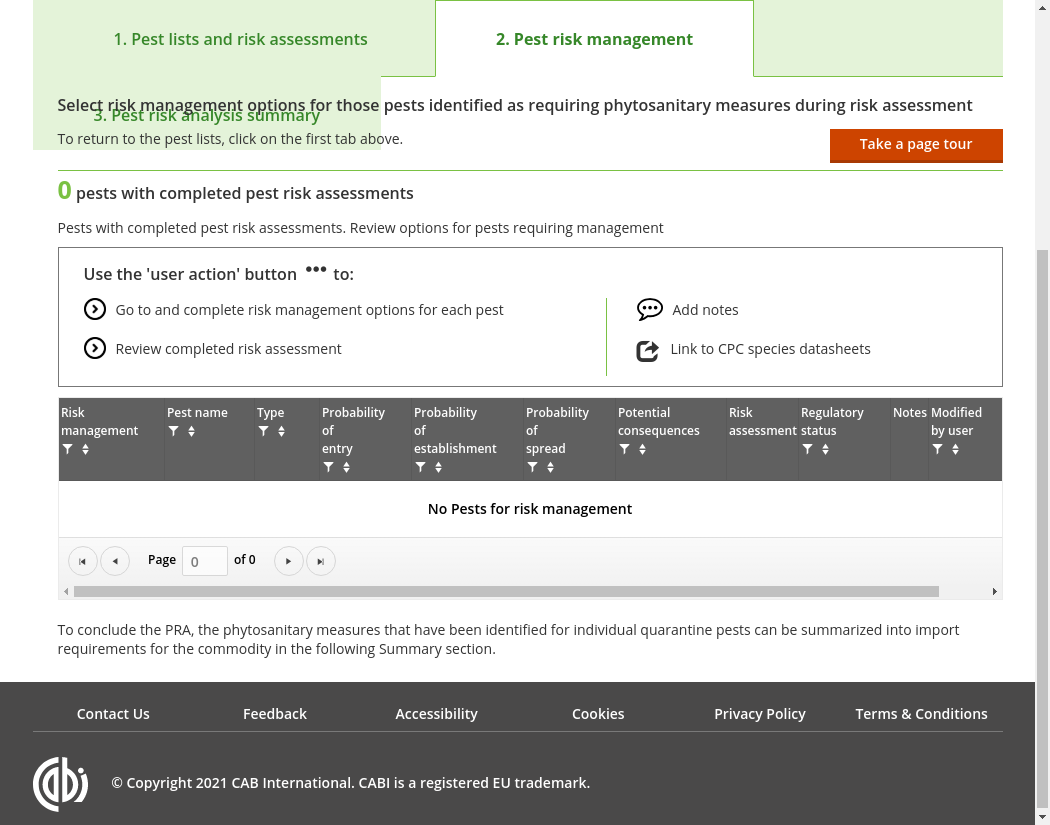 1. Pest lists and risk assessments
2. Pest risk management
3. Pest risk analysis summary
Select risk management options for those pests identified as requiring phytosanitary measures during risk assessment
To return to the pest lists, click on the first tab above.
Take a page tour
0 pests with completed pest risk assessments
Pests with completed pest risk assessments. Review options for pests requiring management
Use the 'user action' button ••• to:
Go to and complete risk management options for each pest
Add notes
Review completed risk assessment
Link to CPC species datasheets
Risk management
Pest name
Type
Probability of entry
Probability of establishment
Probability of spread
Potential consequences
Risk assessment
Regulatory status
Notes
Modified by user
No Pests for risk management
Page 0 of 0
To conclude the PRA, the phytosanitary measures that have been identified for individual quarantine pests can be summarized into import
requirements for the commodity in the following Summary section.
Contact Us
Feedback
Accessibility
Cookies
Privacy Policy
Terms & Conditions
cabi
© Copyright 2021 CAB International. CABI is a registered EU trademark.